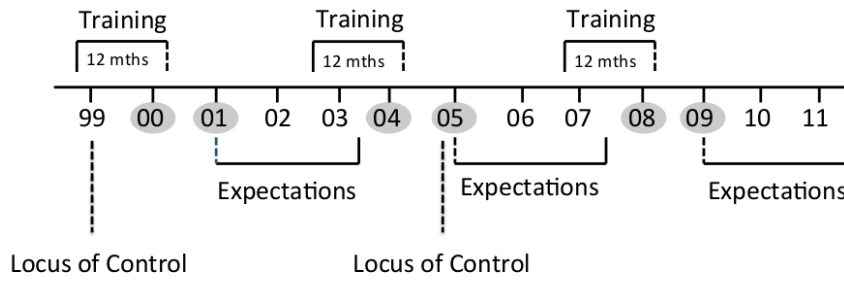 Training Training Training
12 mths 12 mths 12 mths
99 00 01 02 03 04 05 06 07 08 09 10 11
Expectations Expectations Expectations
Locus of Control Locus of Control